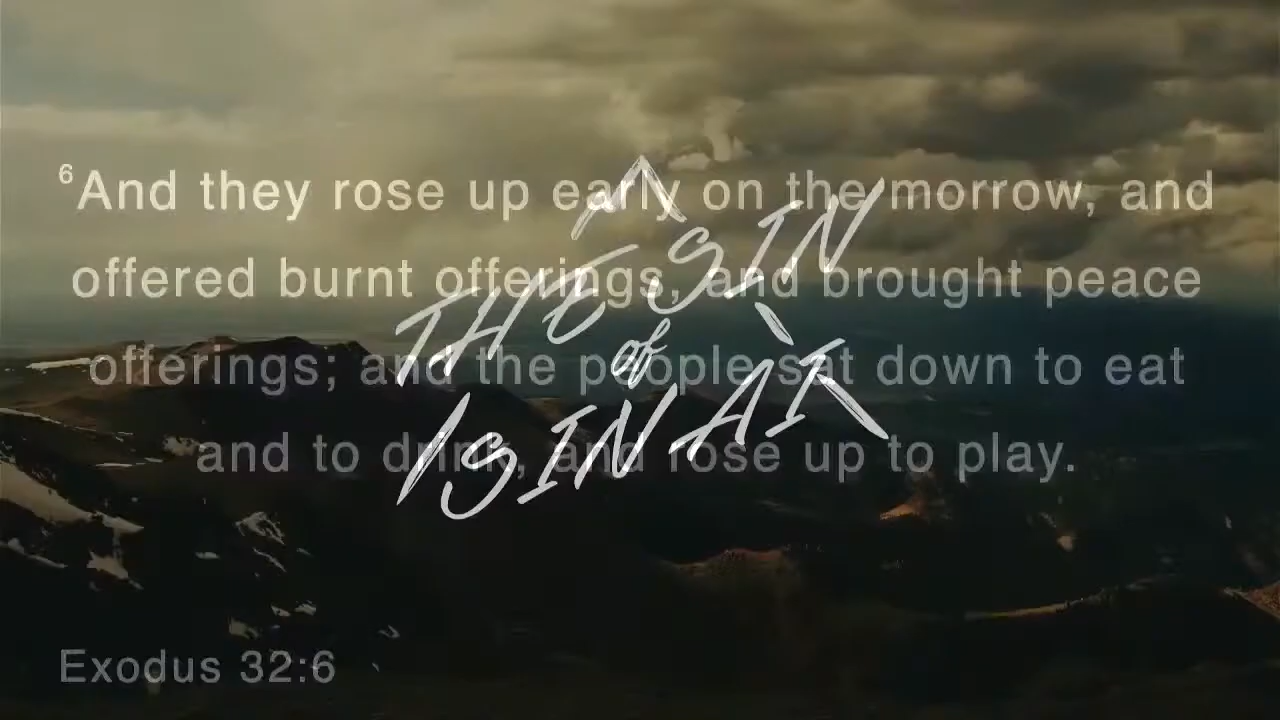 ⁶And they rose up early on the morrow, and
offered burnt offerings, and brought peace
offerings; and the people sat down to eat
and to drink, and rose up to play.
THE SIN
of
SINAI
Exodus 32:6